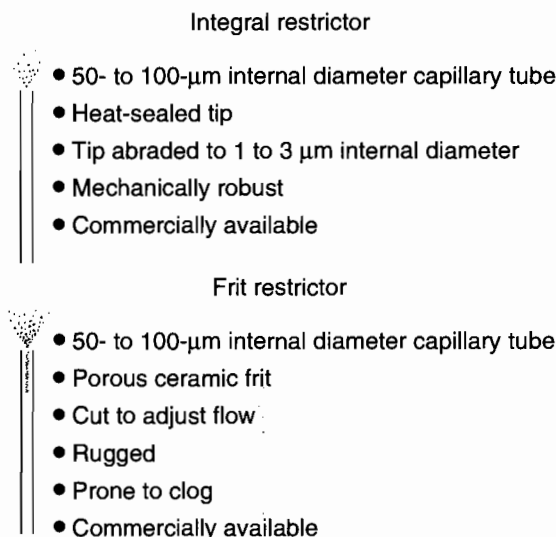 Integral restrictor
● 50- to 100-μm internal diameter capillary tube
● Heat-sealed tip
● Tip abraded to 1 to 3 μm internal diameter
● Mechanically robust
● Commercially available
Frit restrictor
● 50- to 100-μm internal diameter capillary tube
● Porous ceramic frit
● Cut to adjust flow
● Rugged
● Prone to clog
● Commercially available